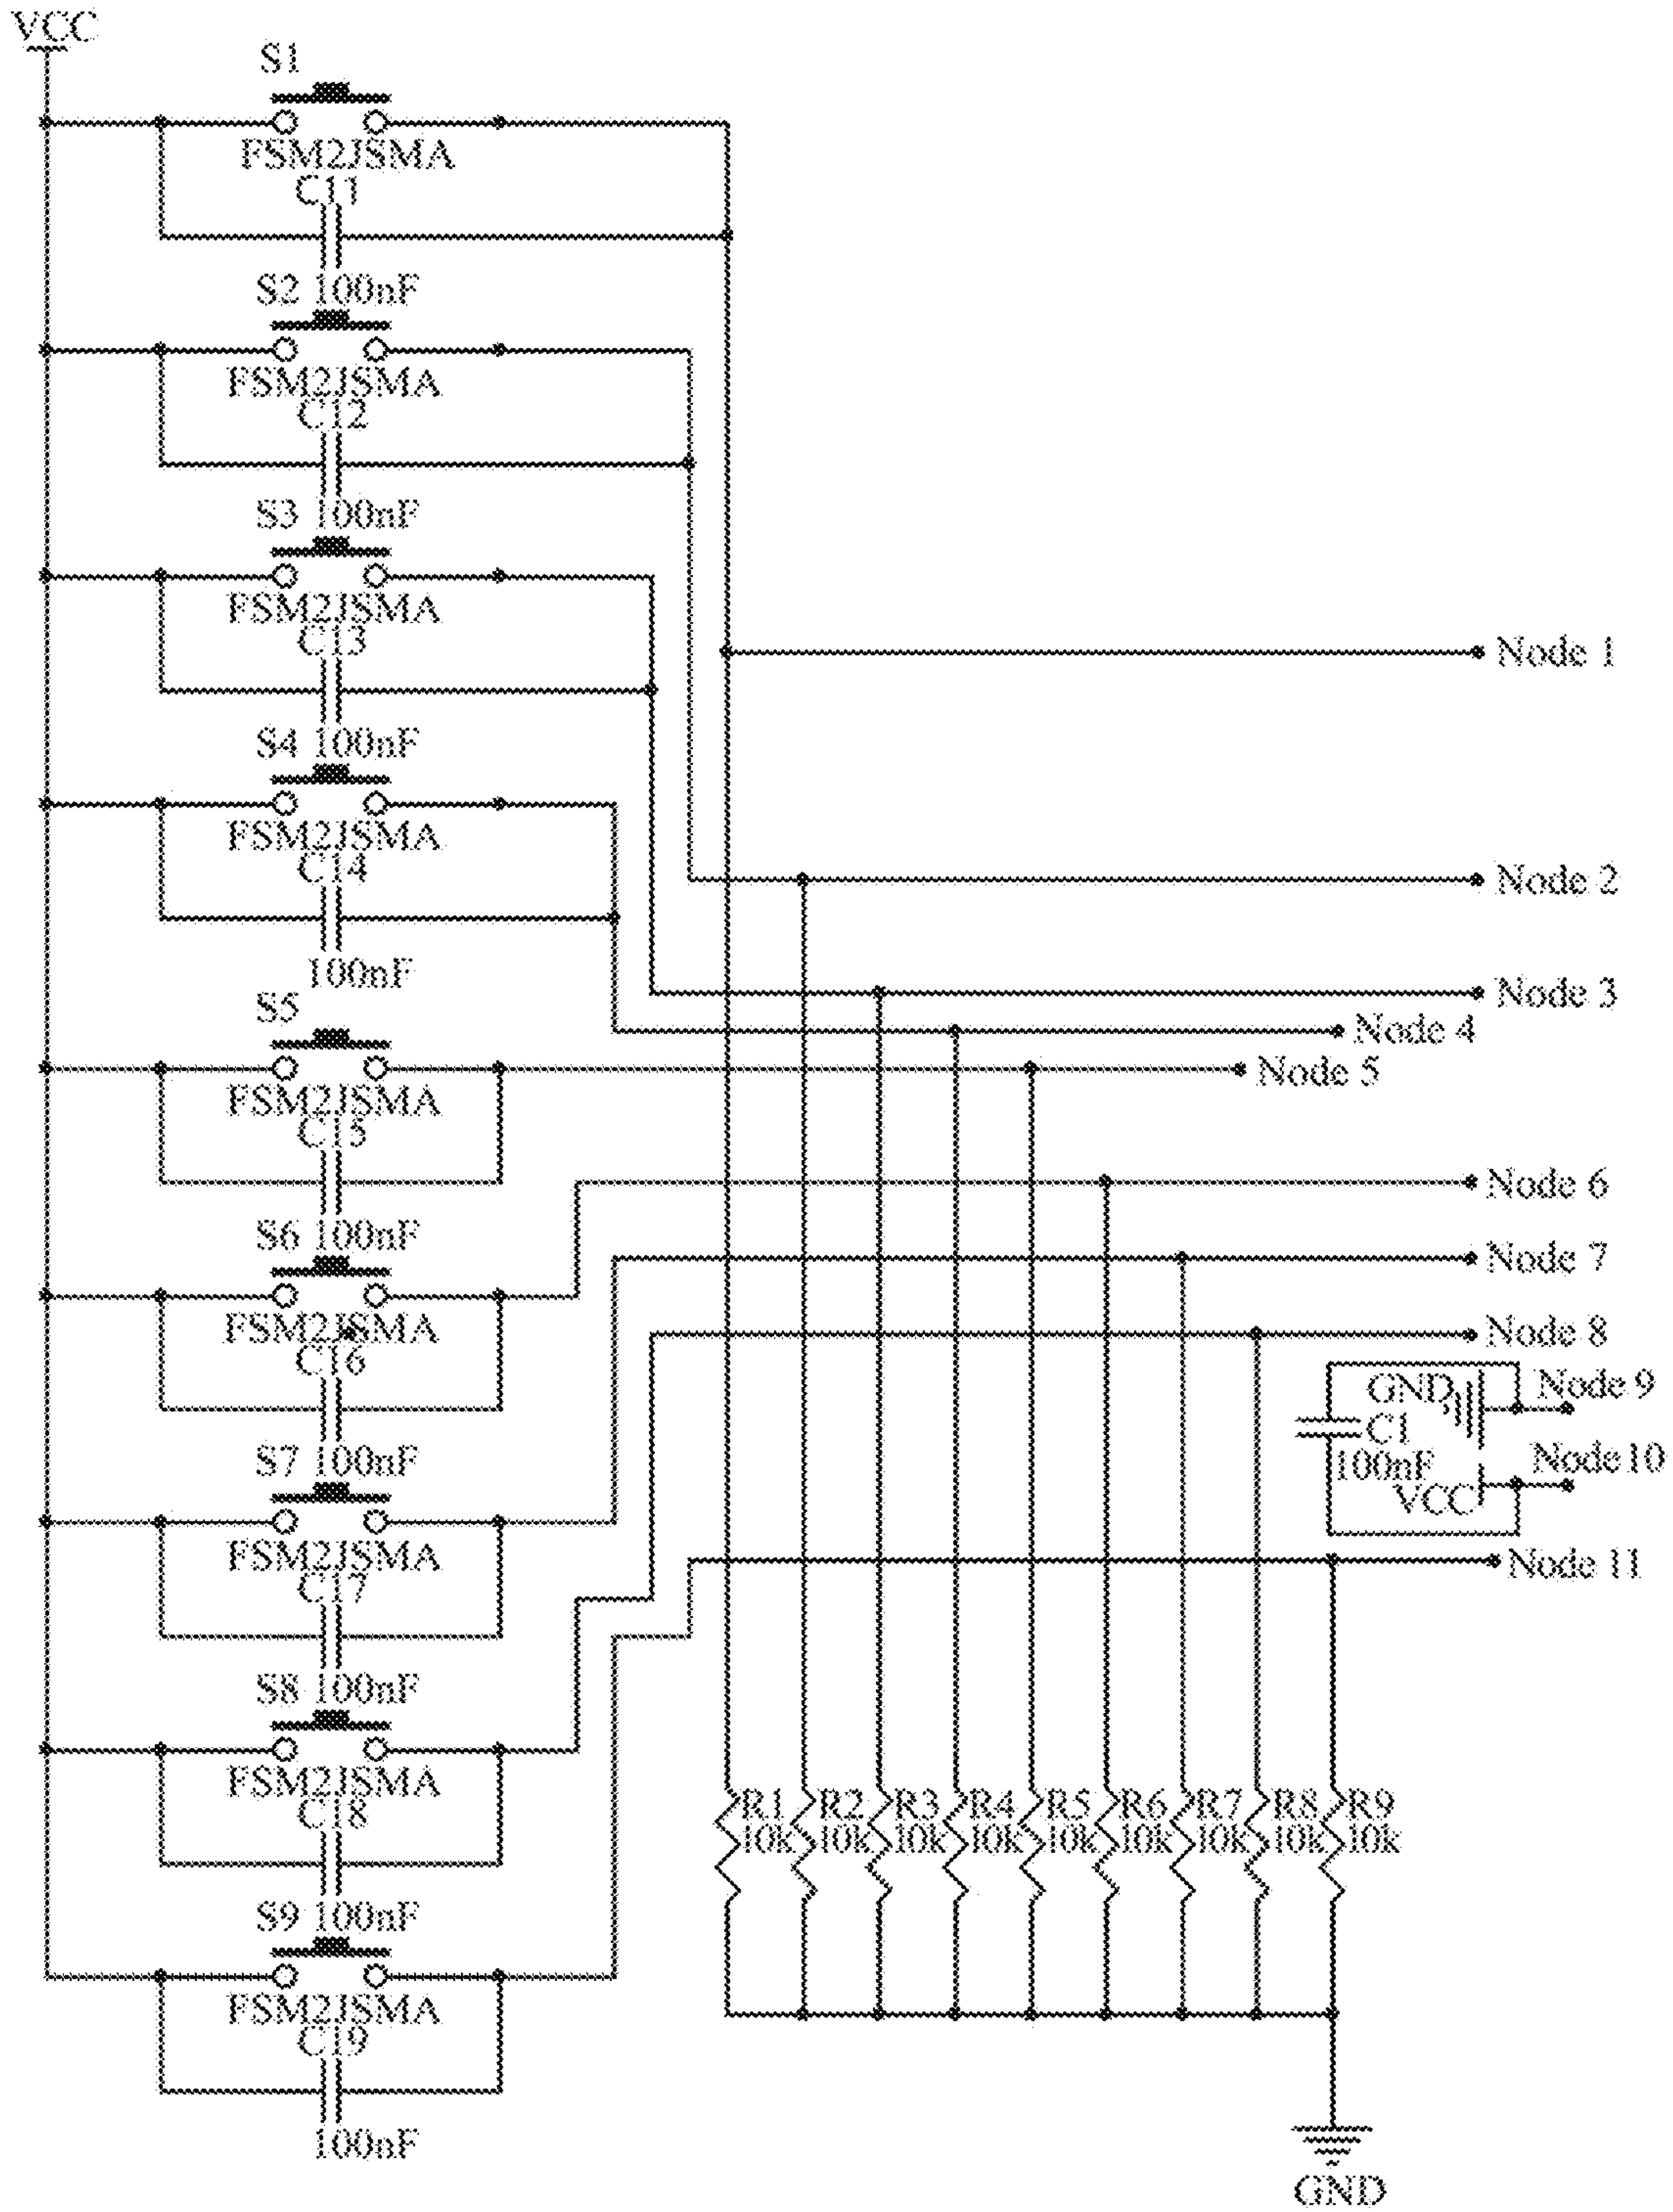 VCC
S1
FSM2JSMA
C11
S2 100nF
FSM2JSMA
C12
S3 100nF
FSM2JSMA
C13
Node 1
S4 100nF
FSM2JSMA
C14
Node 2
100nF
Node 3
S5
Node 4
Node 5
FSM2JSMA
C15
Node 6
S6 100nF
Node 7
FSM2JSMA
C16
Node 8
GND
Node 9
C1
100nF
Node10
VCC
S7 100nF
FSM2JSMA
C17
Node 11
S8 100nF
FSM2JSMA
C18
R1 R2 R3 R4 R5 R6 R7 R8 R9
10k 10k 10k 10k 10k 10k 10k 10k 10k
S9 100nF
FSM2JSMA
C19
100nF
GND